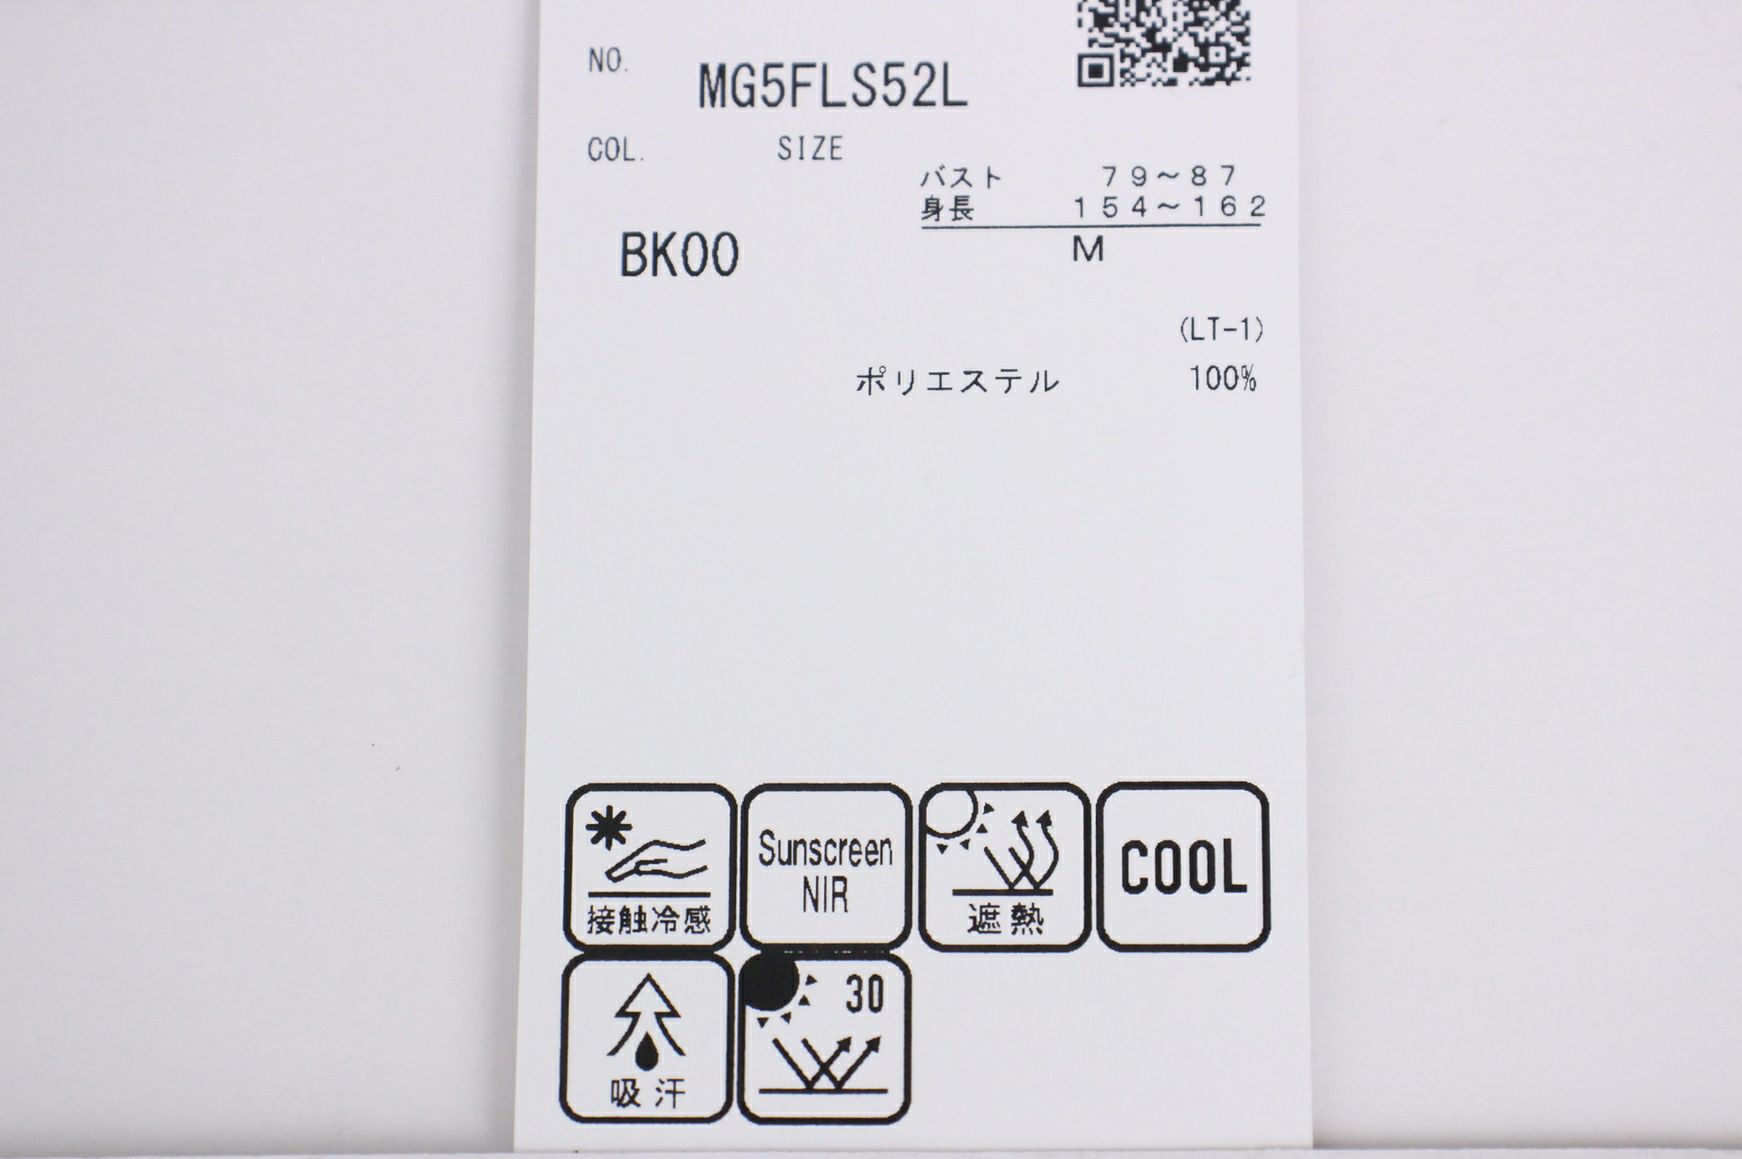 NO.
MG5FLS52L
COL. SIZE
バスト 79～87
身長 154～162
BK00 M
(LT-1)
ポリエステル 100%
接触冷感
Sunscreen
NIR
遮熱
COOL
吸汗
30